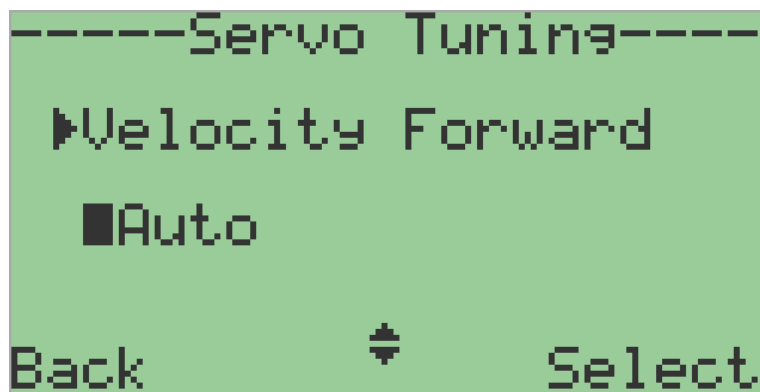 -----Servo Tuning----
Velocity Forward
Auto
Back Select